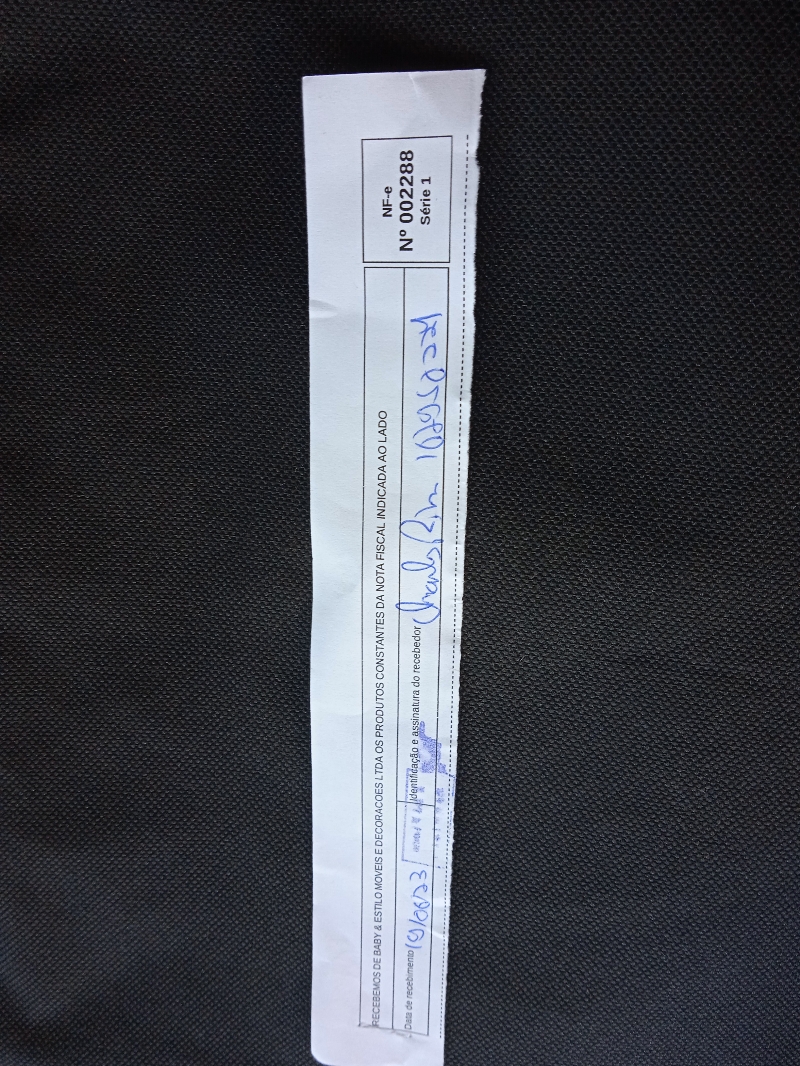 RECEBEMOS DE BABY & ESTILO MOVEIS E DECORACOES LTDA OS PRODUTOS CONSTANTES DA NOTA FISCAL INDICADA AO LADO
NF-e
Nº 002288
Série 1
Data de recebimento
Identificação e assinatura do recebedor